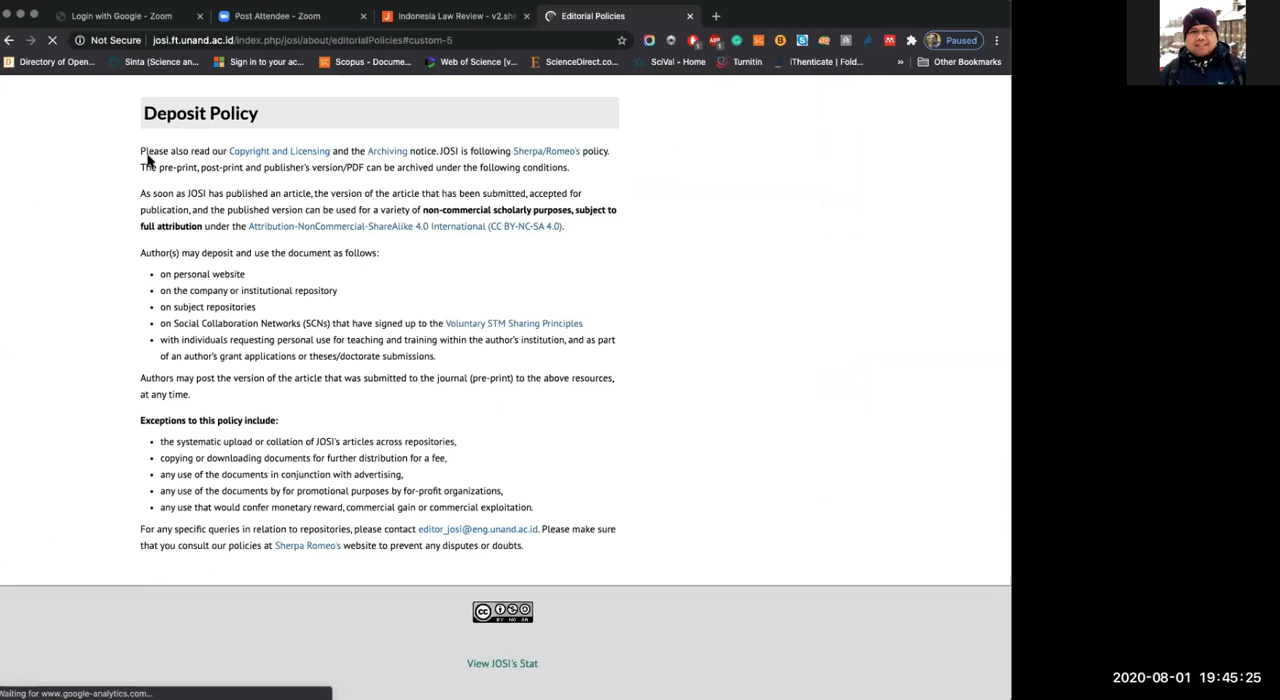 Login with Google - Zoom
Post Attendee - Zoom
Indonesia Law Review - v2.she
Editorial Policies
Not Secure
josi.ft.unand.ac.id/index.php/josi/about/editorialPolicies#custom-5
Paused
Directory of Open...
Sinta (Science an...
Sign in to your ac...
Scopus - Docume...
Web of Science [v...
ScienceDirect.co...
SciVal - Home
Turnitin
iThenticate | Fold...
»
Other Bookmarks
Deposit Policy
Please also read our Copyright and Licensing and the Archiving notice. JOSI is following Sherpa/Romeo's policy.
The pre-print, post-print and publisher's version/PDF can be archived under the following conditions.
As soon as JOSI has published an article, the version of the article that has been submitted, accepted for
publication, and the published version can be used for a variety of non-commercial scholarly purposes, subject to
full attribution under the Attribution-NonCommercial-ShareAlike 4.0 International (CC BY-NC-SA 4.0).
Author(s) may deposit and use the document as follows:
• on personal website
• on the company or institutional repository
• on subject repositories
• on Social Collaboration Networks (SCNs) that have signed up to the Voluntary STM Sharing Principles
• with individuals requesting personal use for teaching and training within the author's institution, and as part
of an author's grant applications or theses/doctorate submissions.
Authors may post the version of the article that was submitted to the journal (pre-print) to the above resources,
at any time.
Exceptions to this policy include:
• the systematic upload or collation of JOSI's articles across repositories,
• copying or downloading documents for further distribution for a fee,
• any use of the documents in conjunction with advertising,
• any use of the documents by for promotional purposes by for-profit organizations,
• any use that would confer monetary reward, commercial gain or commercial exploitation.
For any specific queries in relation to repositories, please contact editor_josi@eng.unand.ac.id. Please make sure
that you consult our policies at Sherpa Romeo's website to prevent any disputes or doubts.
cc
BY NC SA
View JOSI's Stat
Waiting for www.google-analytics.com...
2020-08-01 19:45:25